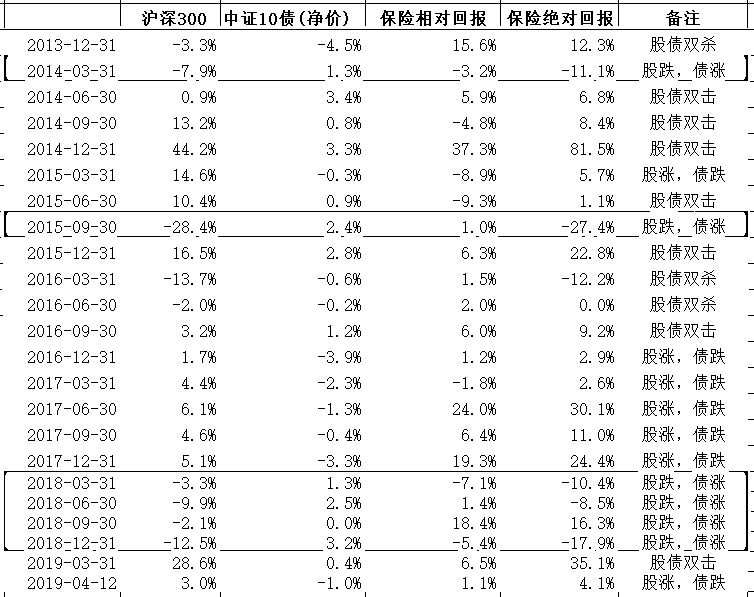 沪深300 中证10债(净价) 保险相对回报 保险绝对回报 备注
2013-12-31 -3.3% -4.5% 15.6% 12.3% 股债双杀
2014-03-31 -7.9% 1.3% -3.2% -11.1% 股跌，债涨
2014-06-30 0.9% 3.4% 5.9% 6.8% 股债双击
2014-09-30 13.2% 0.8% -4.8% 8.4% 股债双击
2014-12-31 44.2% 3.3% 37.3% 81.5% 股债双击
2015-03-31 14.6% -0.3% -8.9% 5.7% 股涨，债跌
2015-06-30 10.4% 0.9% -9.3% 1.1% 股债双击
2015-09-30 -28.4% 2.4% 1.0% -27.4% 股跌，债涨
2015-12-31 16.5% 2.8% 6.3% 22.8% 股债双击
2016-03-31 -13.7% -0.6% 1.5% -12.2% 股债双杀
2016-06-30 -2.0% -0.2% 2.0% 0.0% 股债双杀
2016-09-30 3.2% 1.2% 6.0% 9.2% 股债双击
2016-12-31 1.7% -3.9% 1.2% 2.9% 股涨，债跌
2017-03-31 4.4% -2.3% -1.8% 2.6% 股涨，债跌
2017-06-30 6.1% -1.3% 24.0% 30.1% 股涨，债跌
2017-09-30 4.6% -0.4% 6.4% 11.0% 股涨，债跌
2017-12-31 5.1% -3.3% 19.3% 24.4% 股涨，债跌
2018-03-31 -3.3% 1.3% -7.1% -10.4% 股跌，债涨
2018-06-30 -9.9% 2.5% 1.4% -8.5% 股跌，债涨
2018-09-30 -2.1% 0.0% 18.4% 16.3% 股跌，债涨
2018-12-31 -12.5% 3.2% -5.4% -17.9% 股跌，债涨
2019-03-31 28.6% 0.4% 6.5% 35.1% 股债双击
2019-04-12 3.0% -1.0% 1.1% 4.1% 股涨，债跌